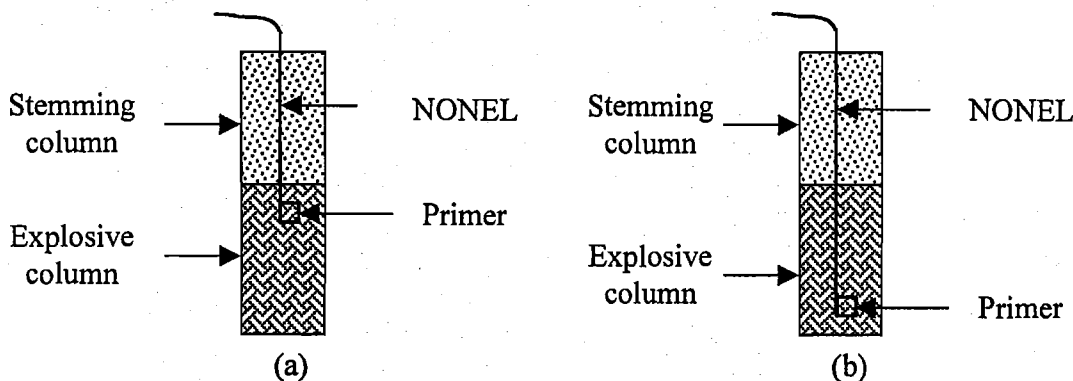 Stemming
column
NONEL
Primer
Explosive
column
(a)
Stemming
column
NONEL
Explosive
column
Primer
(b)